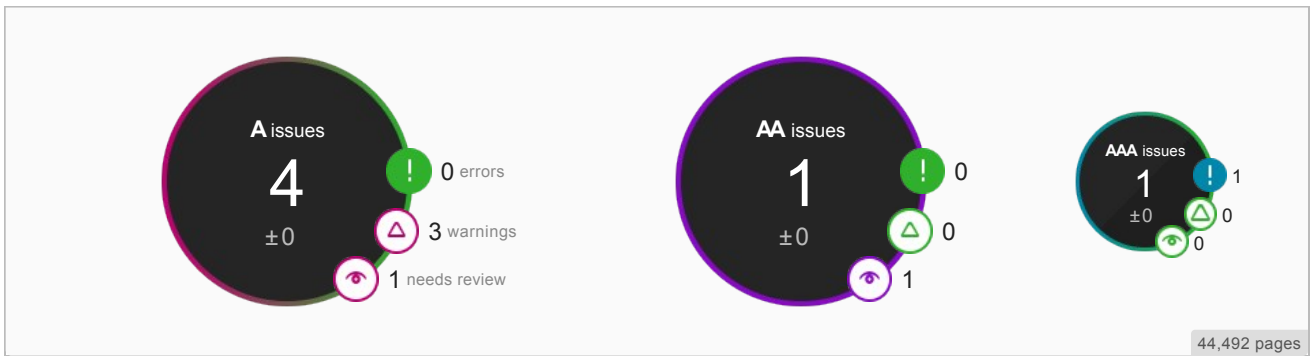 A issues
4
±0
! 0 errors
3 warnings
1 needs review
AA issues
1
±0
! 0
0
1
AAA issues
1
±0
! 1
0
0
44,492 pages